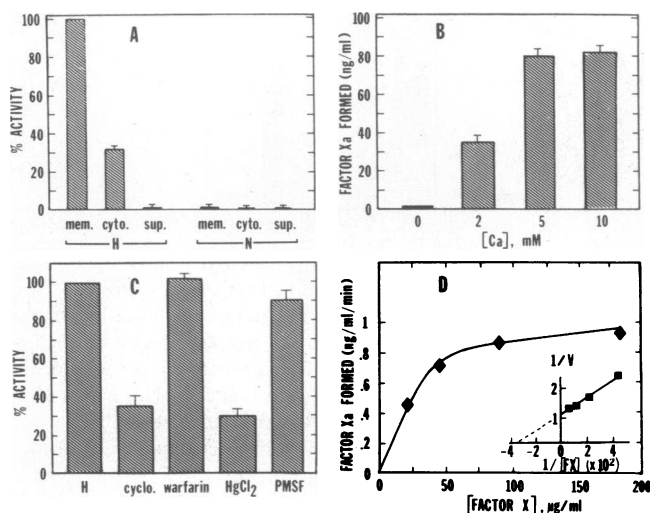 A
% ACTIVITY
100
80
60
40
20
0
mem. cyto. sup. mem. cyto. sup.
H N
B
FACTOR Xa FORMED (ng/ml)
100
80
60
40
20
0
0 2 5 10
[Ca], mM
C
% ACTIVITY
100
80
60
40
20
0
H cyclo. warfarin HgCl2 PMSF
D
FACTOR Xa FORMED (ng/ml/min)
1
.8
.6
.4
.2
0
0 50 100 150 200
[FACTOR X], µg/ml
1/V
2
1
-4 -2 0 2 4
1/[FX] (×10²)